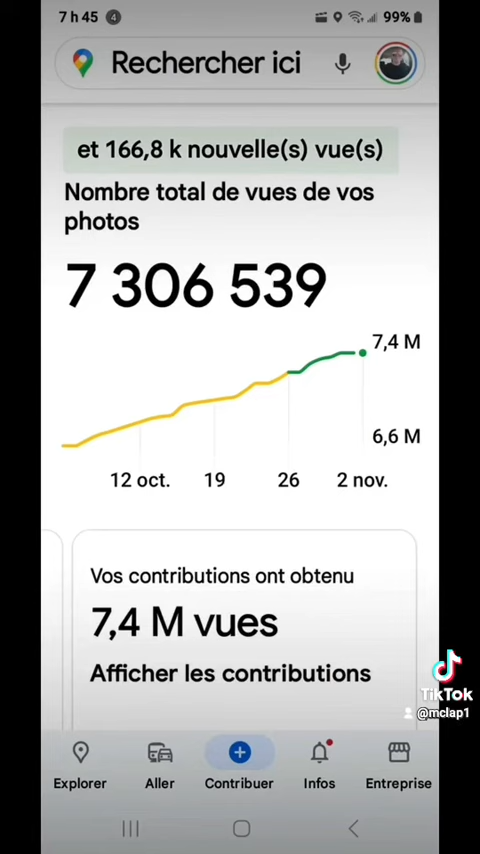 7 h 45 4 99%
Rechercher ici
et 166,8 k nouvelle(s) vue(s)
Nombre total de vues de vos
photos
7 306 539
7,4 M
6,6 M
12 oct. 19 26 2 nov.
Vos contributions ont obtenu
7,4 M vues
Afficher les contributions
TikTok
@mclap1
Explorer Aller Contribuer Infos Entreprise